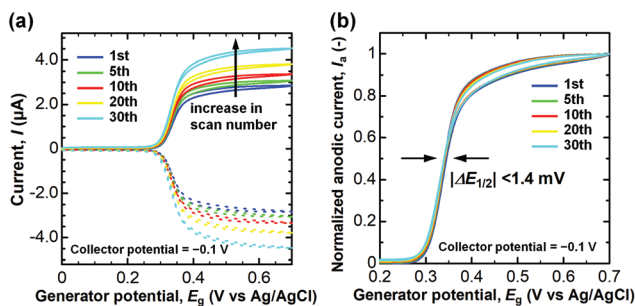 (a)
Current, I (μA)
4.0
2.0
0
-2.0
-4.0
1st
5th
10th
20th
30th
increase in
scan number
Collector potential = −0.1 V
0
0.2
0.4
0.6
Generator potential, Eg (V vs Ag/AgCl)
(b)
Normalized anodic current, Ia (-)
1
0.8
0.6
0.4
0.2
0
1st
5th
10th
20th
30th
|ΔE1/2| <1.4 mV
Collector potential = −0.1 V
0.2
0.3
0.4
0.5
0.6
0.7
Generator potential, Eg (V vs Ag/AgCl)